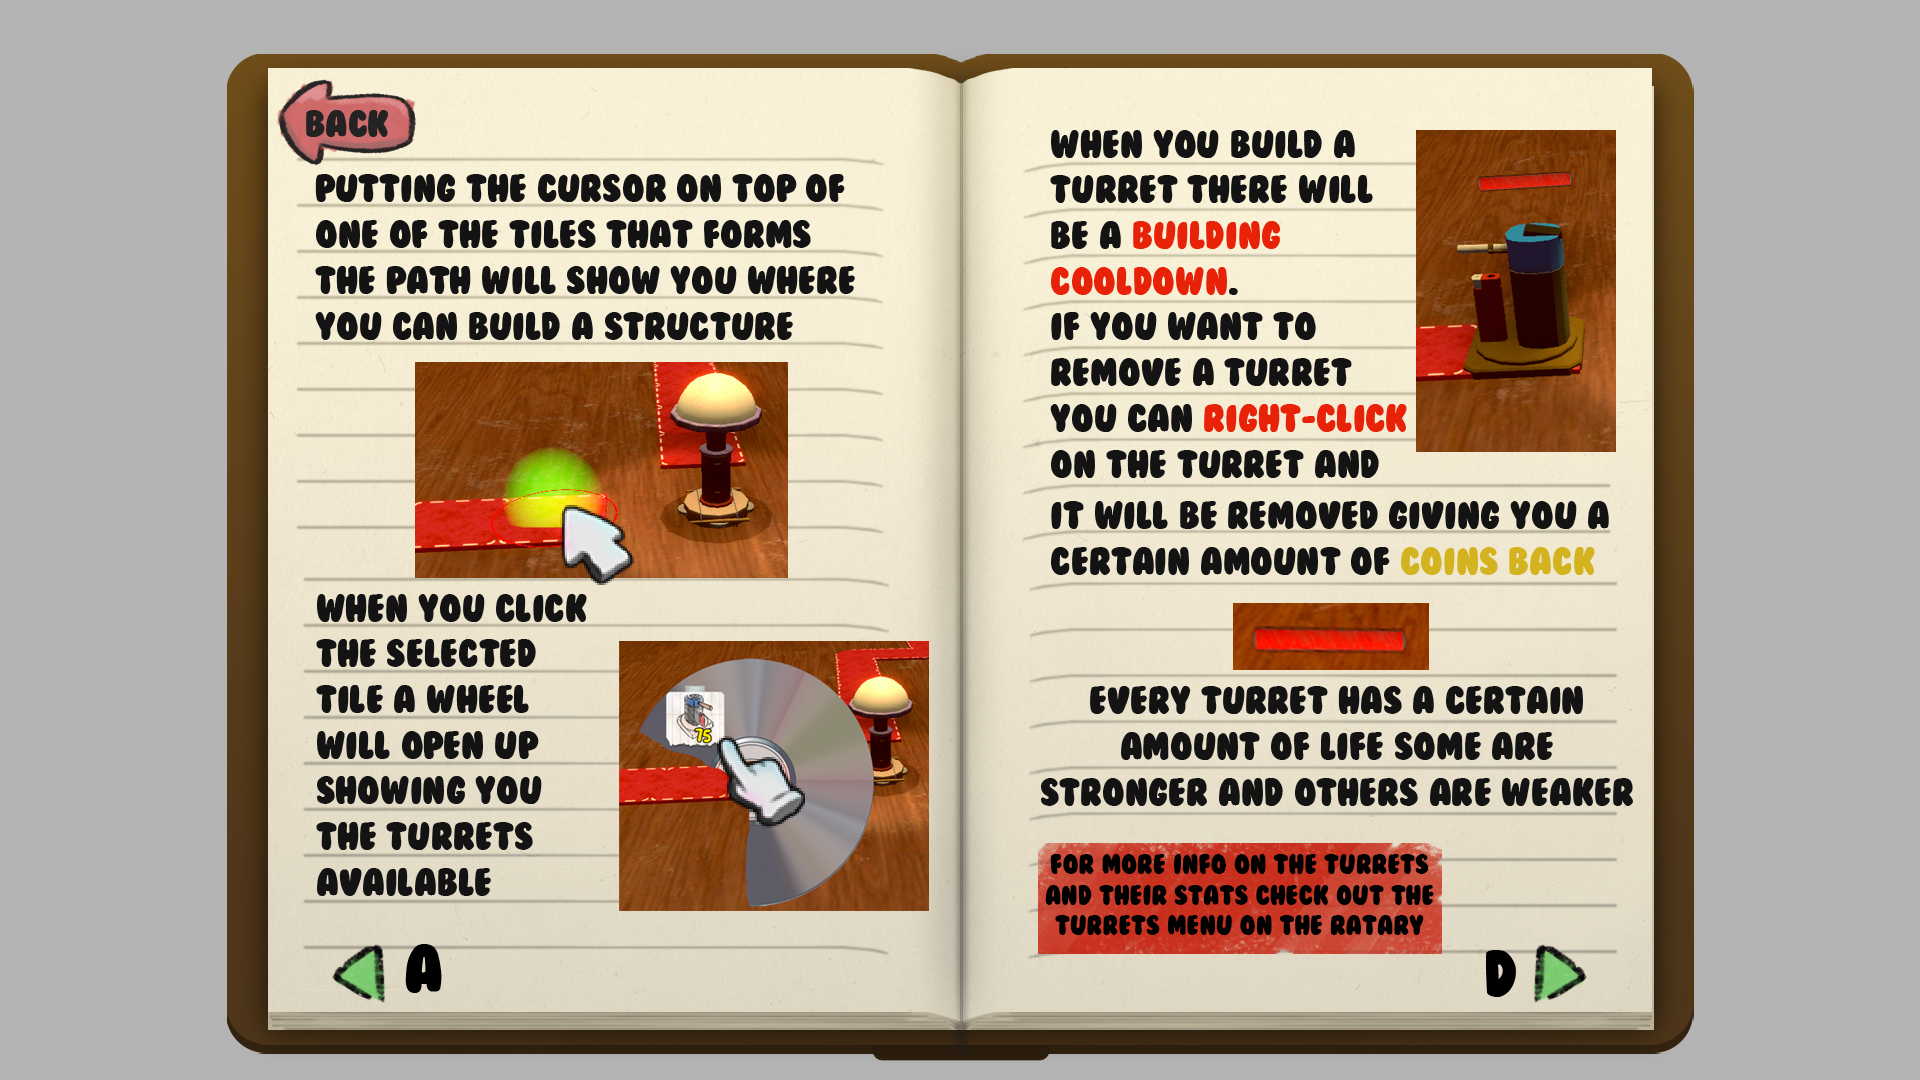 BACK
PUTTING THE CURSOR ON TOP OF
ONE OF THE TILES THAT FORMS
THE PATH WILL SHOW YOU WHERE
YOU CAN BUILD A STRUCTURE
WHEN YOU CLICK
THE SELECTED
TILE A WHEEL
WILL OPEN UP
SHOWING YOU
THE TURRETS
AVAILABLE
75
A
WHEN YOU BUILD A
TURRET THERE WILL
BE A BUILDING
COOLDOWN.
IF YOU WANT TO
REMOVE A TURRET
YOU CAN RIGHT-CLICK
ON THE TURRET AND
IT WILL BE REMOVED GIVING YOU A
CERTAIN AMOUNT OF COINS BACK
EVERY TURRET HAS A CERTAIN
AMOUNT OF LIFE SOME ARE
STRONGER AND OTHERS ARE WEAKER
FOR MORE INFO ON THE TURRETS
AND THEIR STATS CHECK OUT THE
TURRETS MENU ON THE RATARY
D